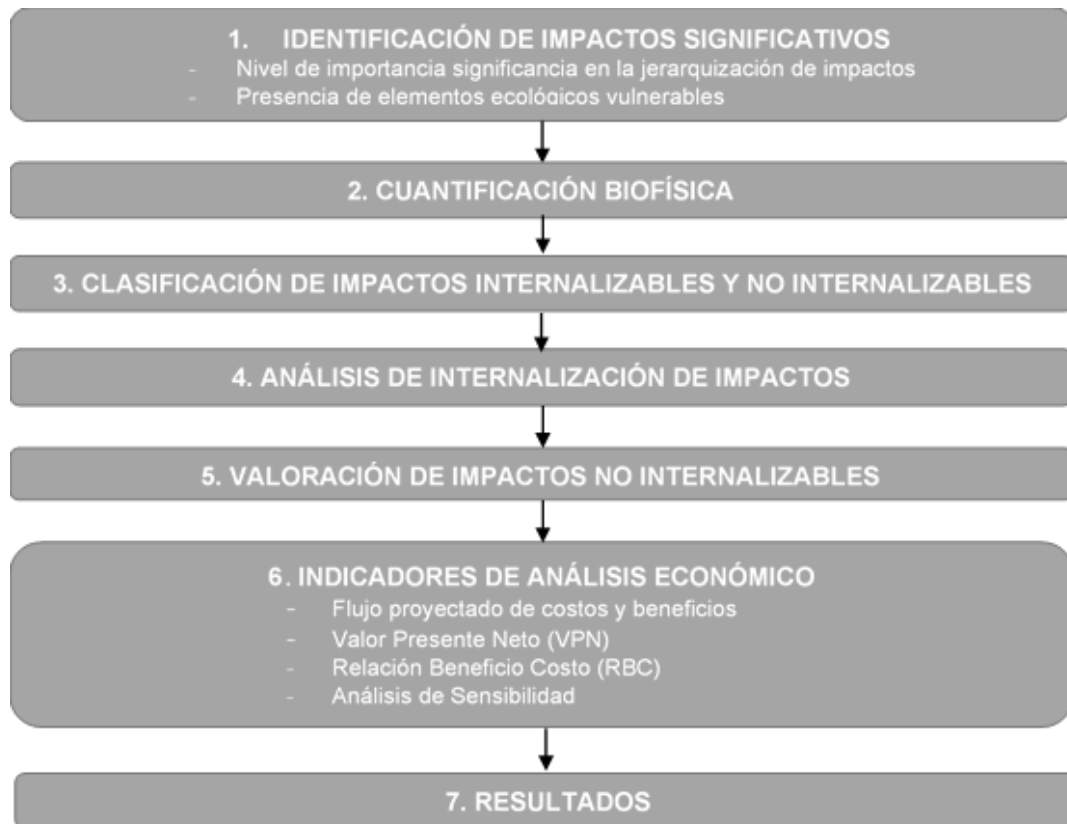 1. IDENTIFICACIÓN DE IMPACTOS SIGNIFICATIVOS
- Nivel de importancia significancia en la jerarquización de impactos
- Presencia de elementos ecológicos vulnerables
2. CUANTIFICACIÓN BIOFÍSICA
3. CLASIFICACIÓN DE IMPACTOS INTERNALIZABLES Y NO INTERNALIZABLES
4. ANÁLISIS DE INTERNALIZACIÓN DE IMPACTOS
5. VALORACIÓN DE IMPACTOS NO INTERNALIZABLES
6. INDICADORES DE ANÁLISIS ECONÓMICO
- Flujo proyectado de costos y beneficios
- Valor Presente Neto (VPN)
- Relación Beneficio Costo (RBC)
- Análisis de Sensibilidad
7. RESULTADOS